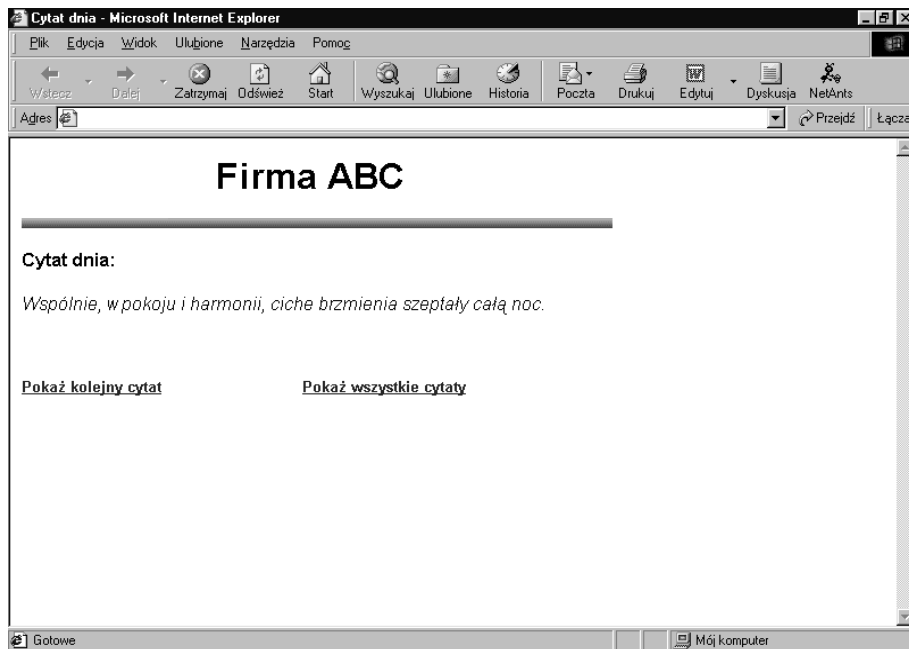 Cytat dnia - Microsoft Internet Explorer
Plik Edycja Widok Ulubione Narzędzia Pomoc
Wstecz Dalej Zatrzymaj Odśwież Start Wyszukaj Ulubione Historia Poczta Drukuj Edytuj Dyskusja NetAnts
Adres Przejdź Łącza
Firma ABC
Cytat dnia:
Wspólnie, w pokoju i harmonii, ciche brzmienia szeptały całą noc.
Pokaż kolejny cytat Pokaż wszystkie cytaty
Gotowe Mój komputer